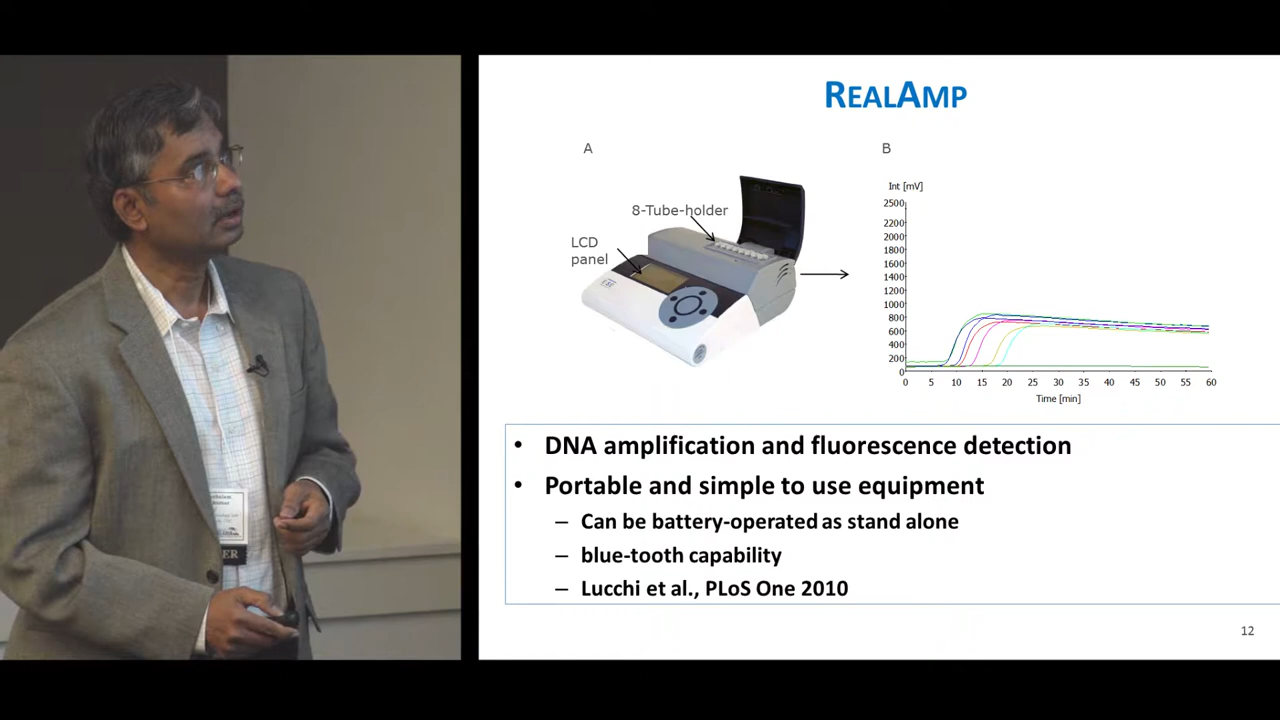 REALAMP
A
B
8-Tube-holder
LCD
panel
Int [mV]
2500
2200
2000
1800
1600
1400
1200
1000
800
600
400
200
0
0 5 10 15 20 25 30 35 40 45 50 55 60
Time [min]
• DNA amplification and fluorescence detection
• Portable and simple to use equipment
– Can be battery-operated as stand alone
– blue-tooth capability
– Lucchi et al., PLoS One 2010
12
ER